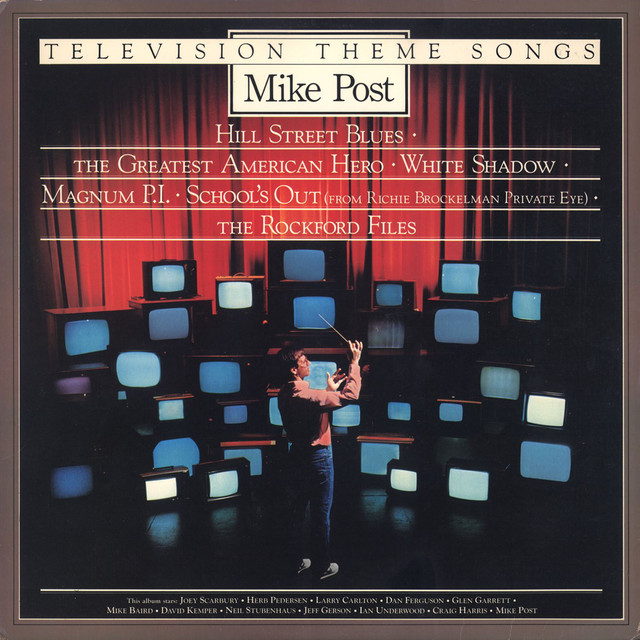 TELEVISION THEME SONGS
Mike Post
HILL STREET BLUES ·
THE GREATEST AMERICAN HERO · WHITE SHADOW ·
MAGNUM P.I. · SCHOOL'S OUT (FROM RICHIE BROCKELMAN PRIVATE EYE) ·
THE ROCKFORD FILES
This album stars: JOEY SCARBURY • HERB PEDERSEN • LARRY CARLTON • DAN FERGUSON • GLEN GARRETT •
MIKE BAIRD • DAVID KEMPER • NEIL STUBENHAUS • JEFF GERSON • IAN UNDERWOOD • CRAIG HARRIS • MIKE POST